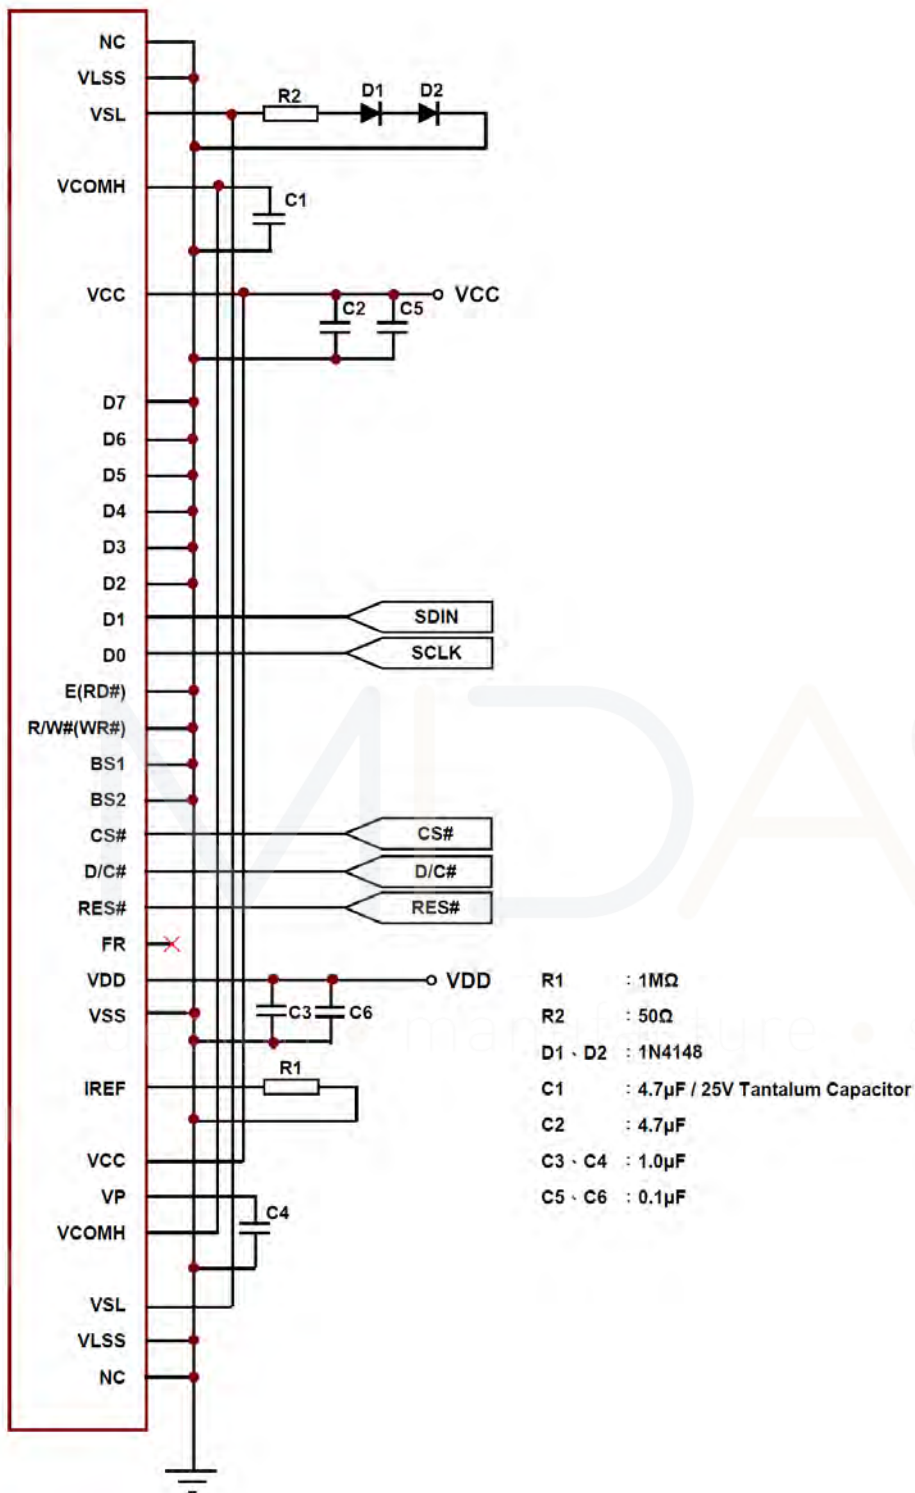 NC
VLSS
VSL
R2
D1
D2
VCOMH
C1
VCC
VCC
C2
C5
D7
D6
D5
D4
D3
D2
D1
SDIN
D0
SCLK
E(RD#)
R/W#(WR#)
BS1
BS2
CS#
CS#
D/C#
D/C#
RES#
RES#
FR
VDD
VDD
VSS
C3
C6
IREF
R1
VCC
VP
C4
VCOMH
VSL
VLSS
NC
R1 : 1MΩ
R2 : 50Ω
D1、D2 : 1N4148
C1 : 4.7µF / 25V Tantalum Capacitor
C2 : 4.7µF
C3、C4 : 1.0µF
C5、C6 : 0.1µF
MIDAS